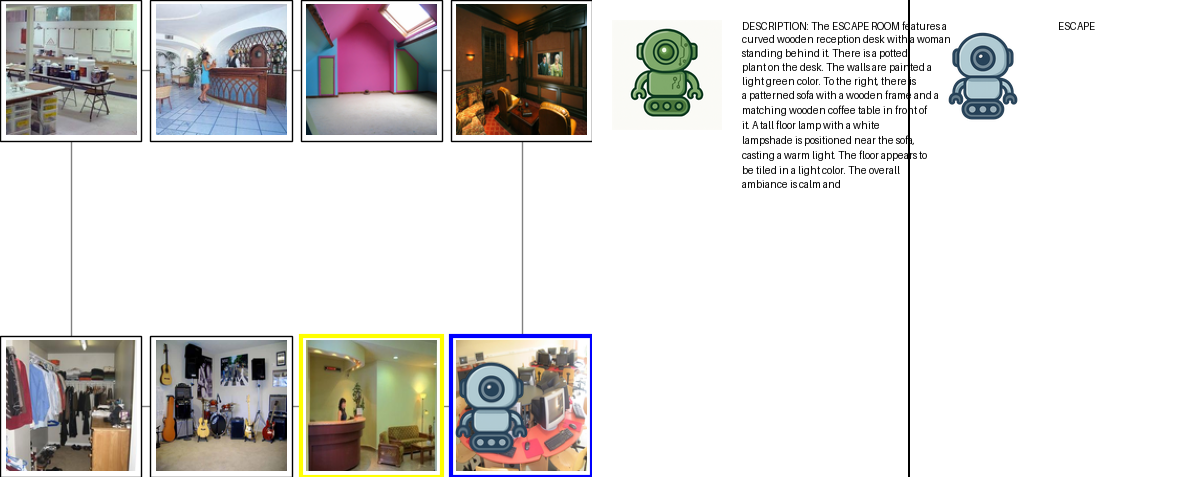 DESCRIPTION: The ESCAPE ROOM features a
curved wooden reception desk with a woman
standing behind it. There is a potted
plant on the desk. The walls are painted a
light green color. To the right, there is
a patterned sofa with a wooden frame and a
matching wooden coffee table in front of
it. A tall floor lamp with a white
lampshade is positioned near the sofa,
casting a warm light. The floor appears to
be tiled in a light color. The overall
ambiance is calm and
ESCAPE